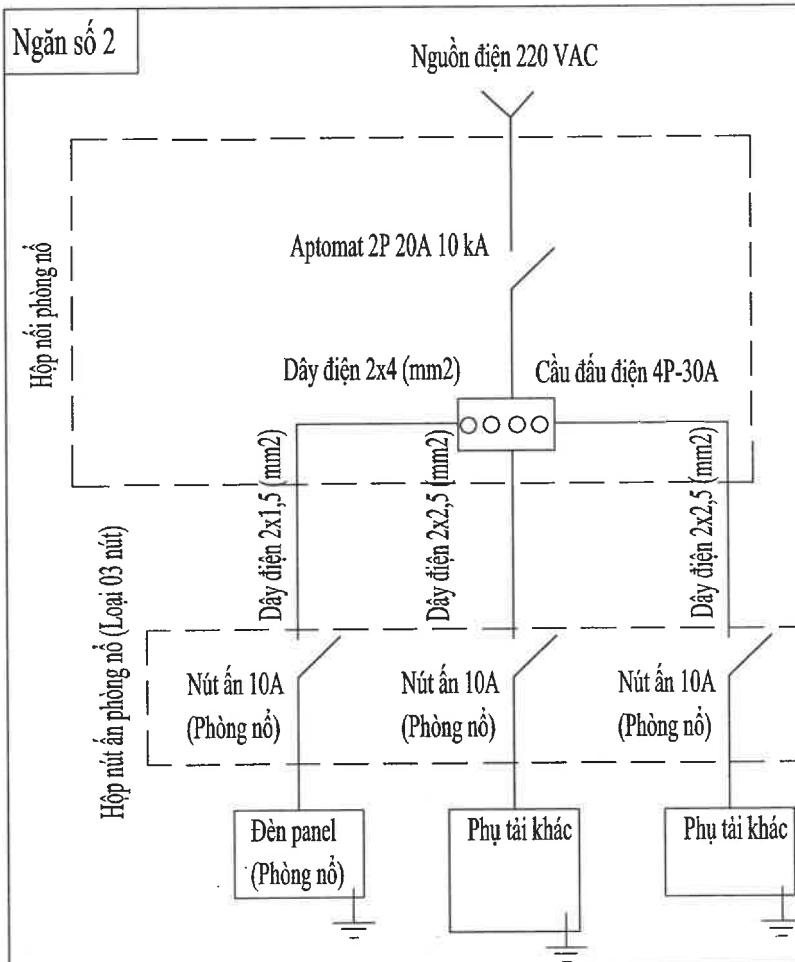 Ngăn số 2
Nguồn điện 220 VAC
Hộp nối phòng nổ
Aptomat 2P 20A 10 kA
Dây điện 2x4 (mm2)
Cầu đấu điện 4P-30A
Dây điện 2x1,5 (mm2)
Dây điện 2x2,5 (mm2)
Dây điện 2x2,5 (mm2)
Hộp nút ấn phòng nổ (Loại 03 nút)
Nút ấn 10A
(Phòng nổ)
Nút ấn 10A
(Phòng nổ)
Nút ấn 10A
(Phòng nổ)
Đèn panel
(Phòng nổ)
Phụ tải khác
Phụ tải khác